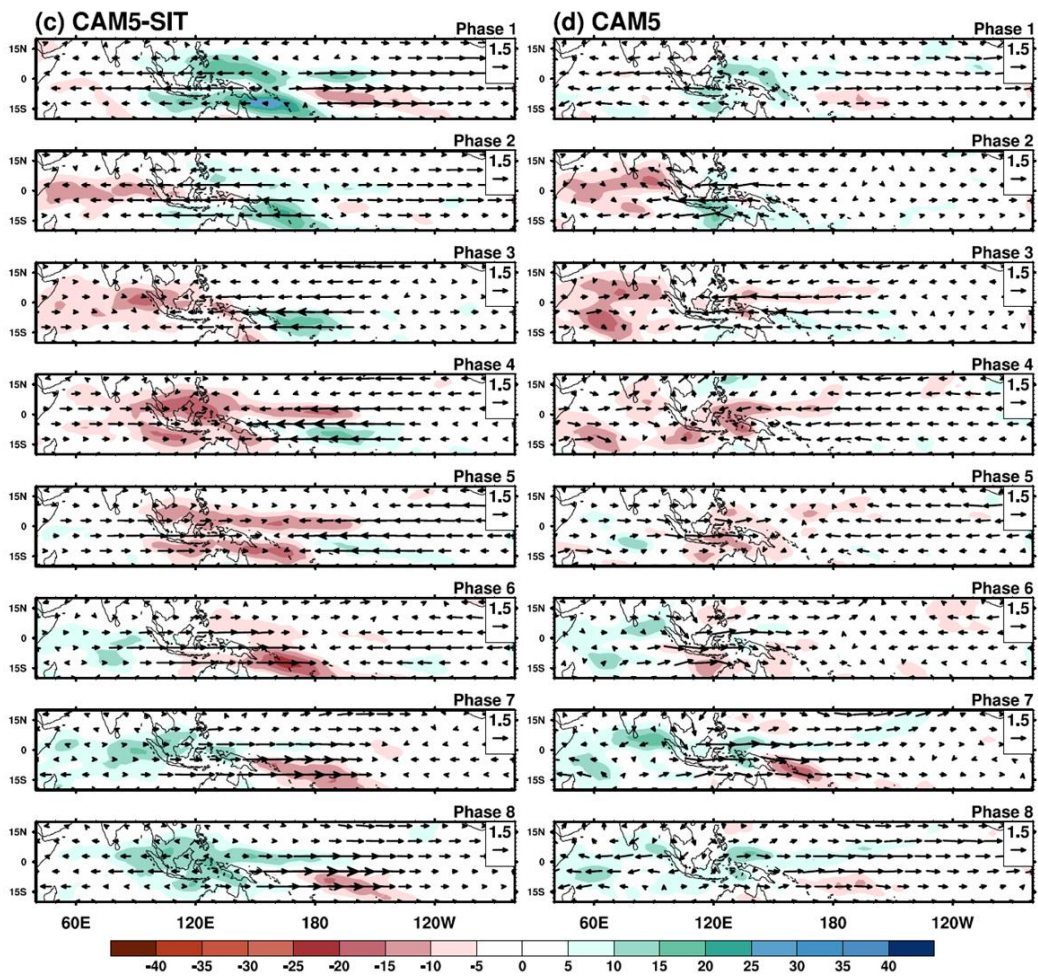 (c) CAM5-SIT
Phase 1
15N
0
15S
1.5
Phase 2
15N
0
15S
1.5
Phase 3
15N
0
15S
1.5
Phase 4
15N
0
15S
1.5
Phase 5
15N
0
15S
1.5
Phase 6
15N
0
15S
1.5
Phase 7
15N
0
15S
1.5
Phase 8
15N
0
15S
1.5
60E 120E 180 120W
(d) CAM5
Phase 1
15N
0
15S
1.5
Phase 2
15N
0
15S
1.5
Phase 3
15N
0
15S
1.5
Phase 4
15N
0
15S
1.5
Phase 5
15N
0
15S
1.5
Phase 6
15N
0
15S
1.5
Phase 7
15N
0
15S
1.5
Phase 8
15N
0
15S
1.5
60E 120E 180 120W
-40 -35 -30 -25 -20 -15 -10 -5 0 5 10 15 20 25 30 35 40